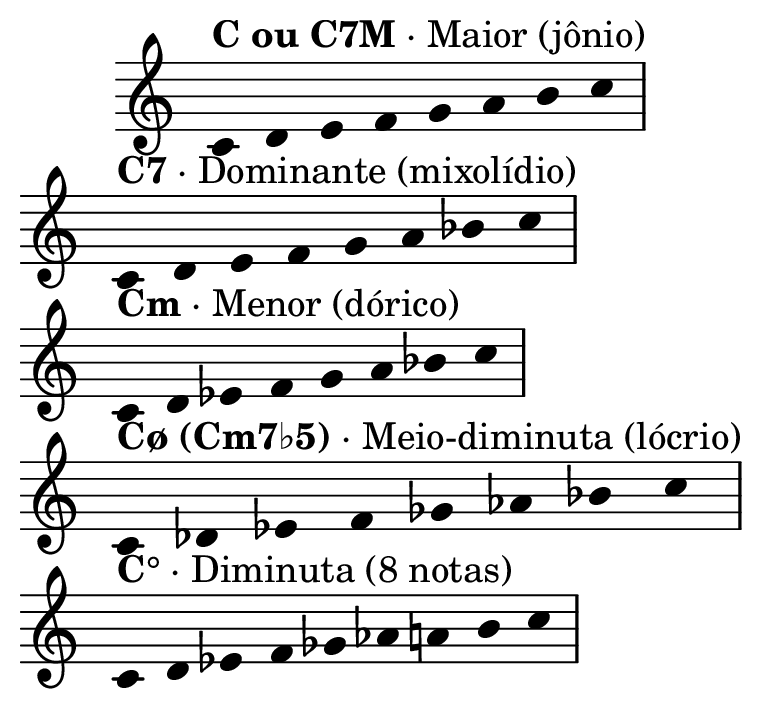 C ou C7M · Maior (jônio)
C7 · Dominante (mixolídio)
Cm · Menor (dórico)
Cø (Cm7♭5) · Meio-diminuta (lócrio)
C° · Diminuta (8 notas)